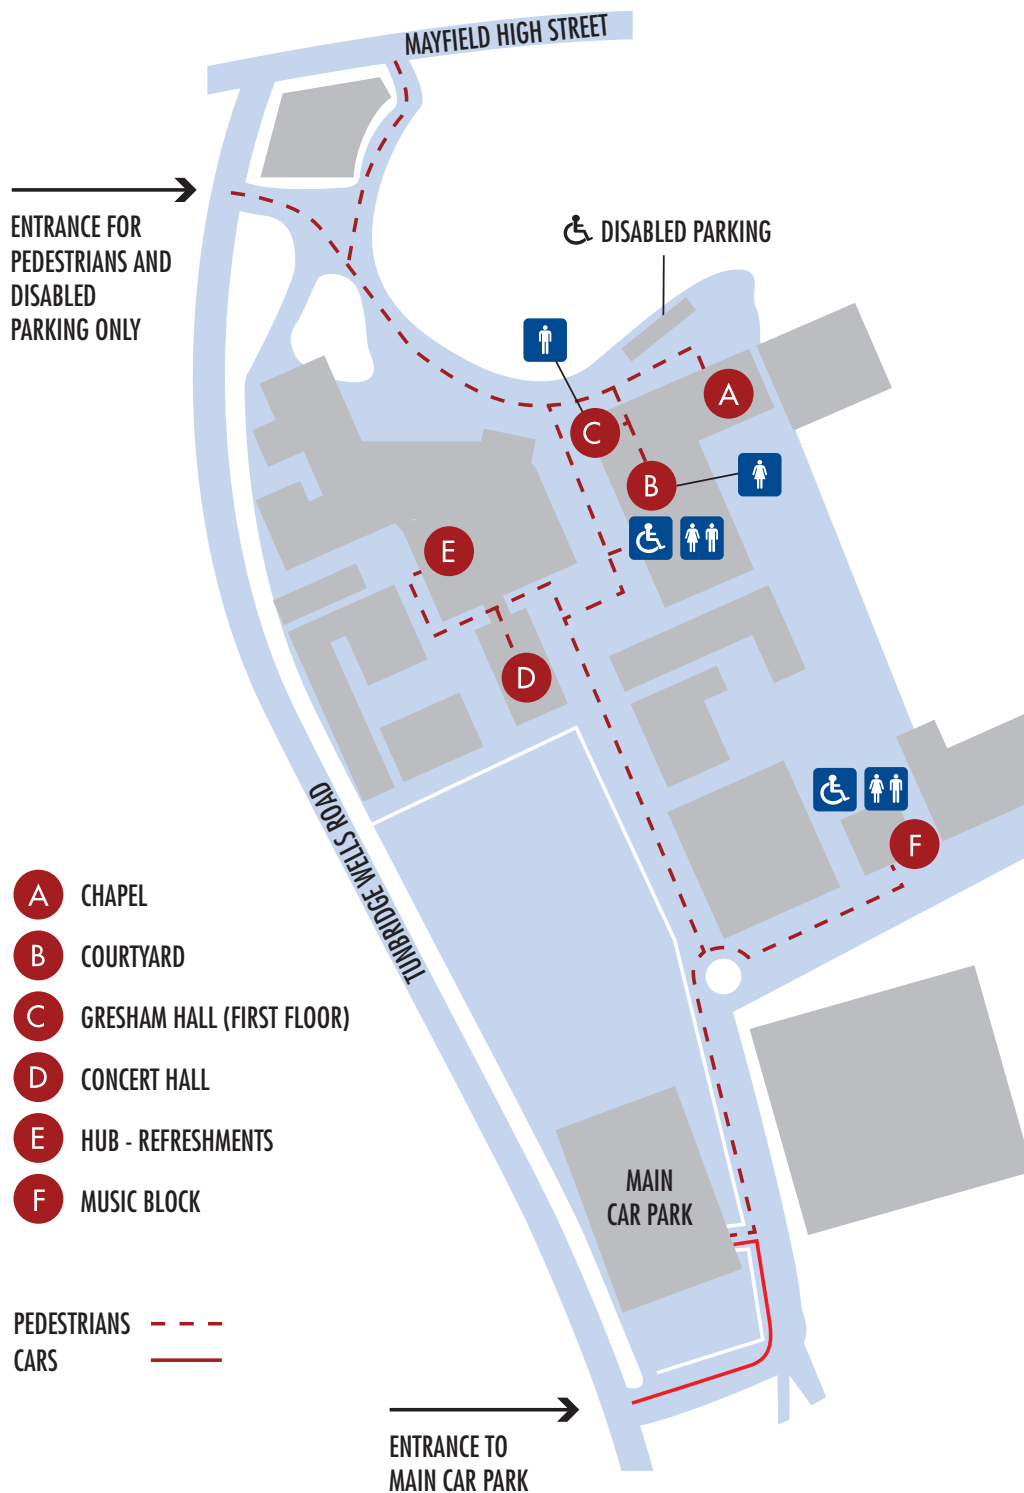 MAYFIELD HIGH STREET
ENTRANCE FOR
PEDESTRIANS AND
DISABLED
PARKING ONLY
DISABLED PARKING
A
C
B
E
D
F
TUNBRIDGE WELLS ROAD
A CHAPEL
B COURTYARD
C GRESHAM HALL (FIRST FLOOR)
D CONCERT HALL
E HUB - REFRESHMENTS
F MUSIC BLOCK
MAIN
CAR PARK
PEDESTRIANS
CARS
ENTRANCE TO
MAIN CAR PARK